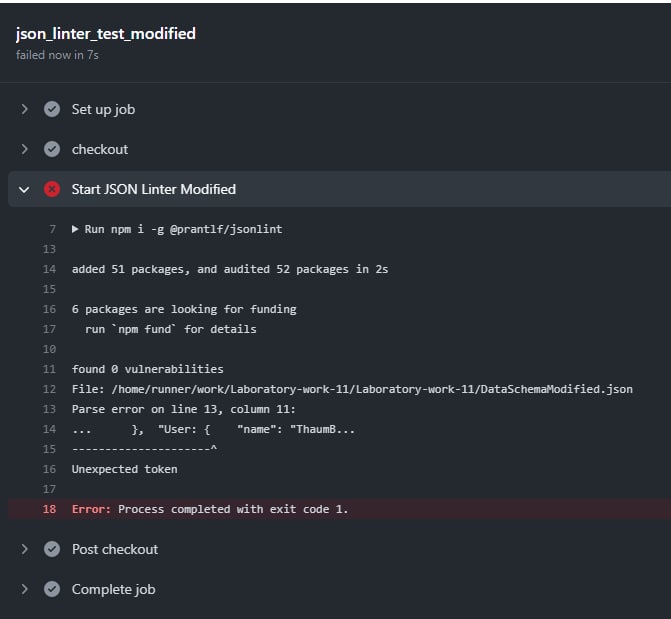 json_linter_test_modified
failed now in 7s
Set up job
checkout
Start JSON Linter Modified
7 ▶ Run npm i -g @prantlf/jsonlint
13
14 added 51 packages, and audited 52 packages in 2s
15
16 6 packages are looking for funding
17 run `npm fund` for details
10
11 found 0 vulnerabilities
12 File: /home/runner/work/Laboratory-work-11/Laboratory-work-11/DataSchemaModified.json
13 Parse error on line 13, column 11:
14 ...      },  "User: {    "name": "ThaumB...
15 ---------------------^
16 Unexpected token
17
18 Error: Process completed with exit code 1.
Post checkout
Complete job